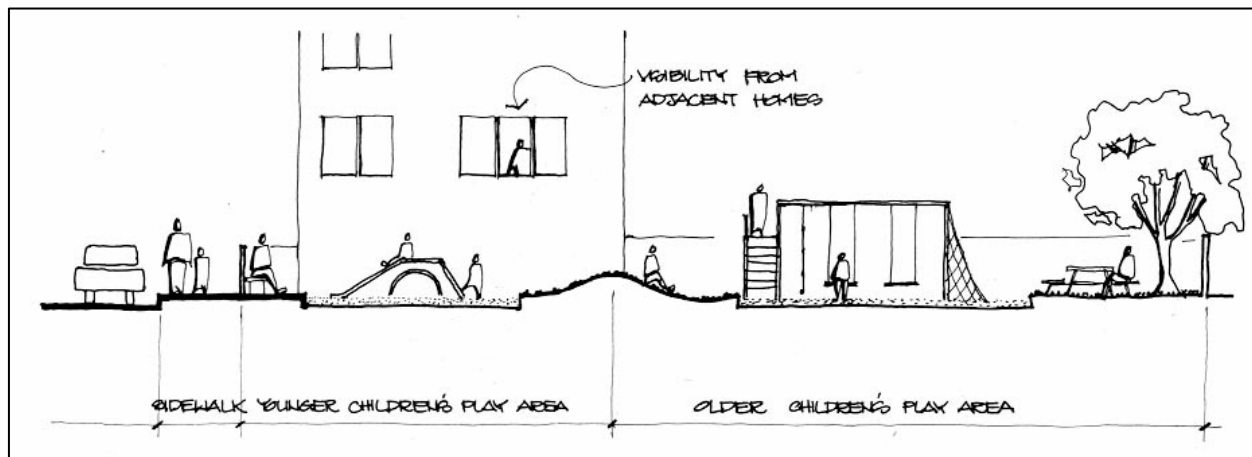 VISIBILITY FROM
ADJACENT HOMES
SIDEWALK YOUNGER CHILDREN'S PLAY AREA
OLDER CHILDREN'S PLAY AREA